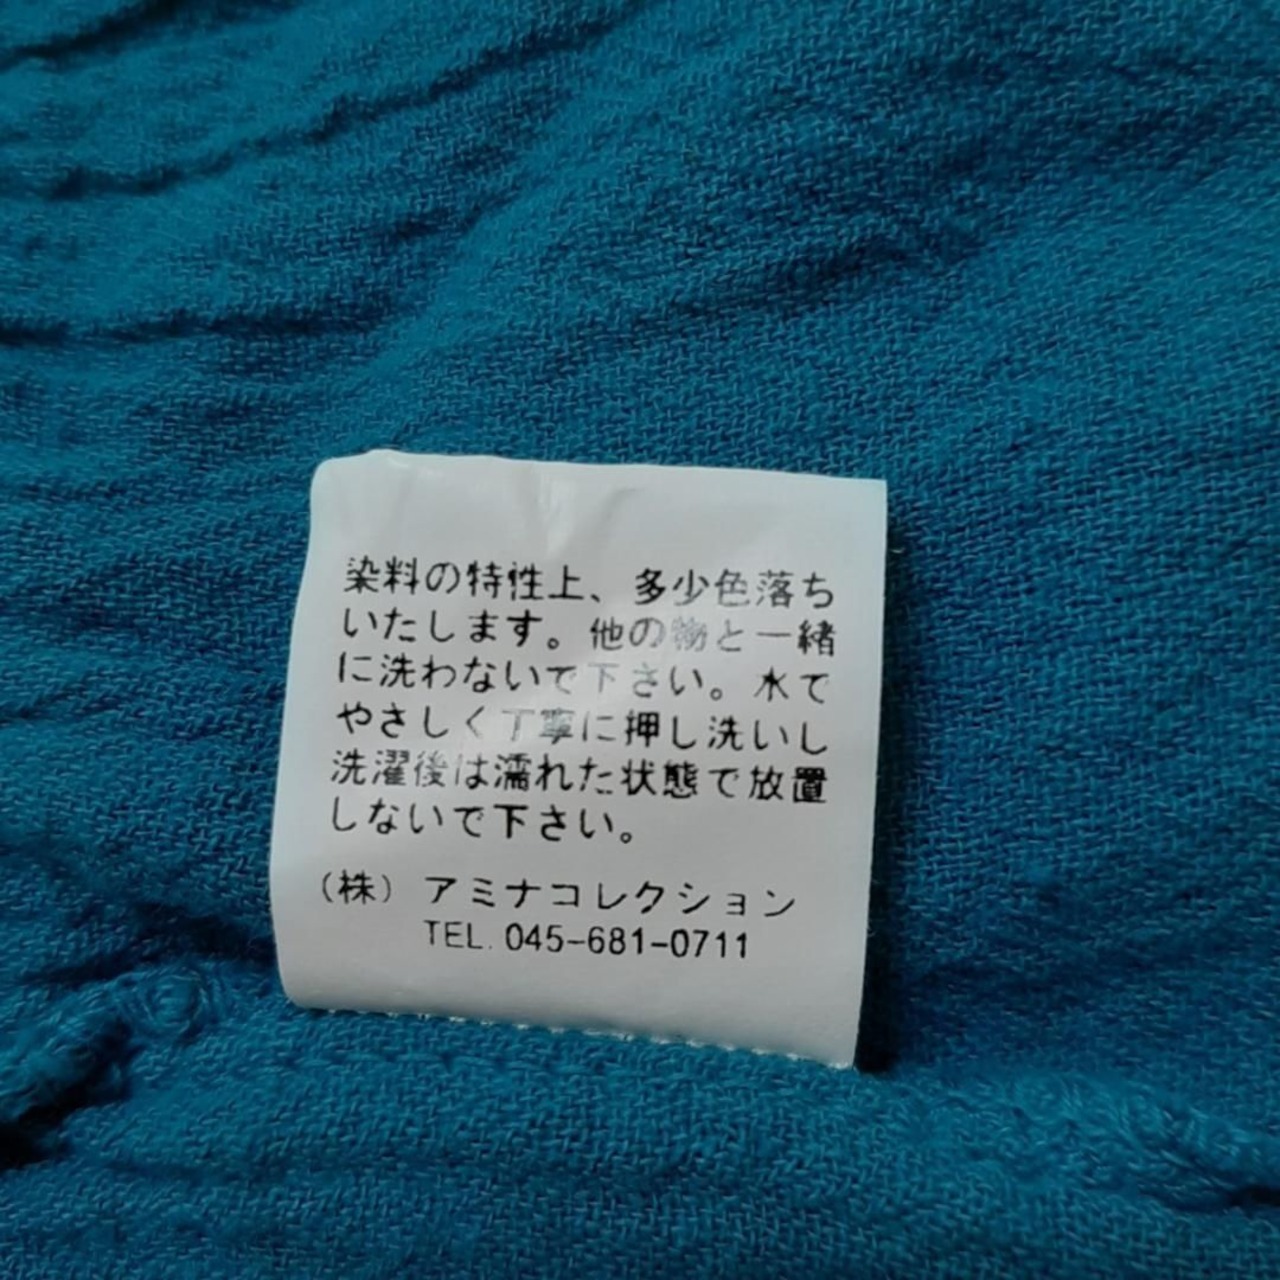 染料の特性上、多少色落ち
いたします。他の物と一緒
に洗わないで下さい。水で
やさしく丁寧に押し洗いし
洗濯後は濡れた状態で放置
しないで下さい。
（株）アミナコレクション
TEL. 045-681-0711